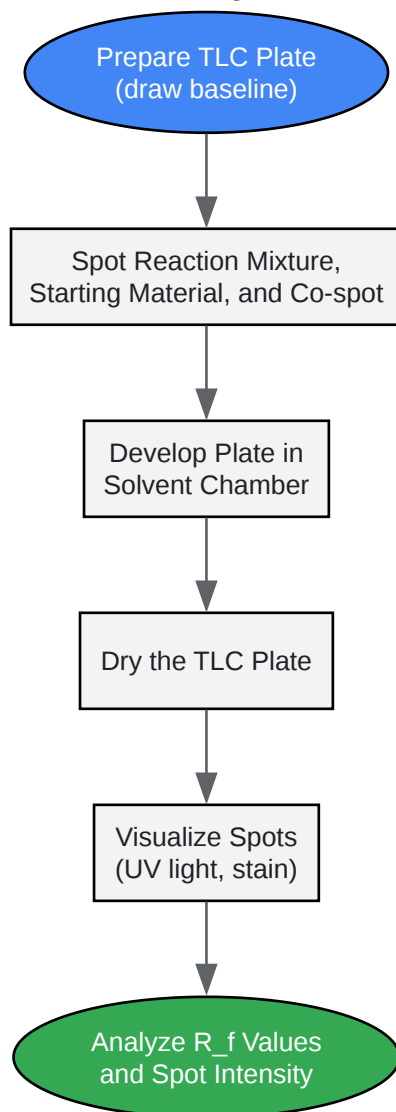 Prepare TLC Plate
(draw baseline)
Spot Reaction Mixture,
Starting Material, and Co-spot
Develop Plate in
Solvent Chamber
Dry the TLC Plate
Visualize Spots
(UV light, stain)
Analyze R_f Values
and Spot Intensity